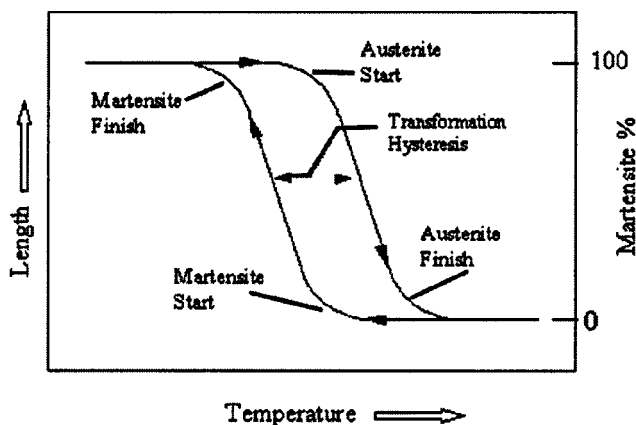 Austenite
Start
100
Martensite
Finish
Transformation
Hysteresis
Length
Martensite %
Austenite
Finish
Martensite
Start
0
Temperature